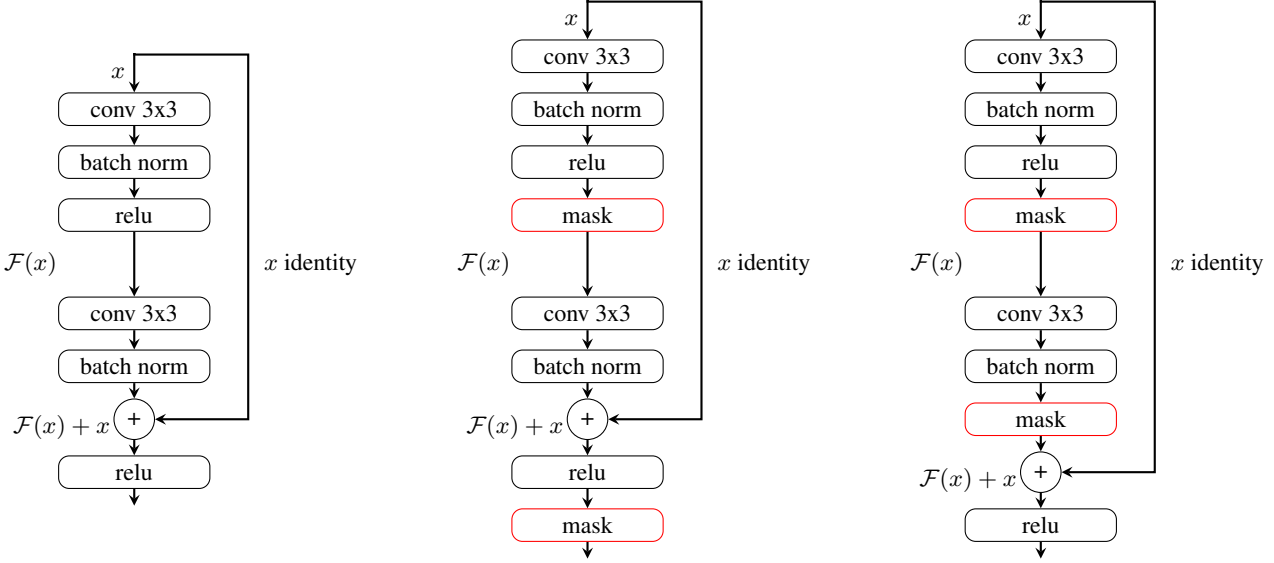 x
conv 3x3
batch norm
relu
F(x)
x identity
conv 3x3
batch norm
F(x) + x
+
relu
x
conv 3x3
batch norm
relu
mask
F(x)
x identity
conv 3x3
batch norm
F(x) + x
+
relu
mask
x
conv 3x3
batch norm
relu
mask
F(x)
x identity
conv 3x3
batch norm
mask
F(x) + x
+
relu